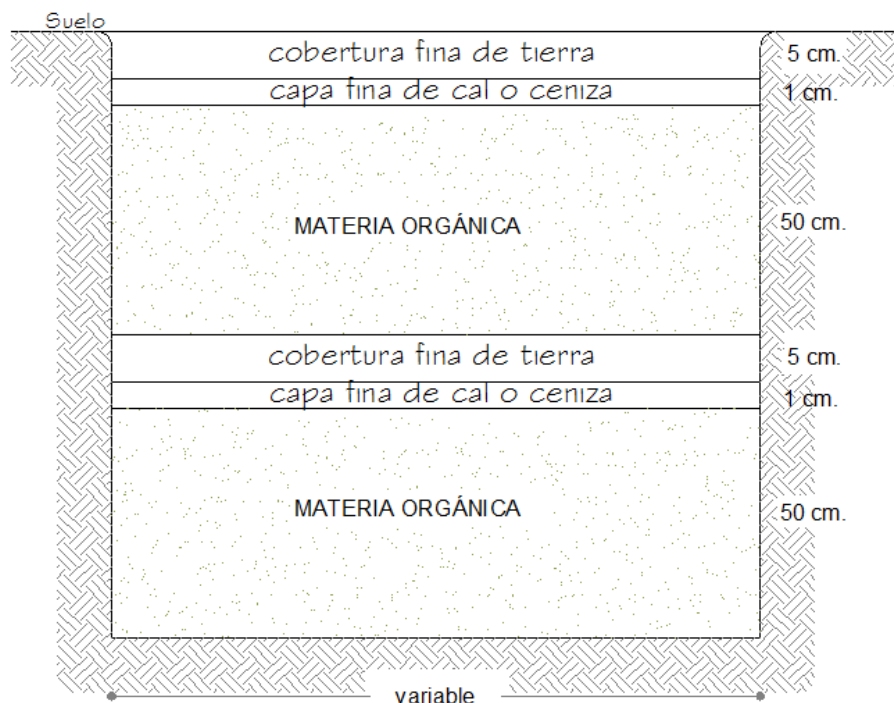 Suelo
cobertura fina de tierra 5 cm.
capa fina de cal o ceniza 1 cm.
MATERIA ORGÁNICA 50 cm.
cobertura fina de tierra 5 cm.
capa fina de cal o ceniza 1 cm.
MATERIA ORGÁNICA 50 cm.
variable